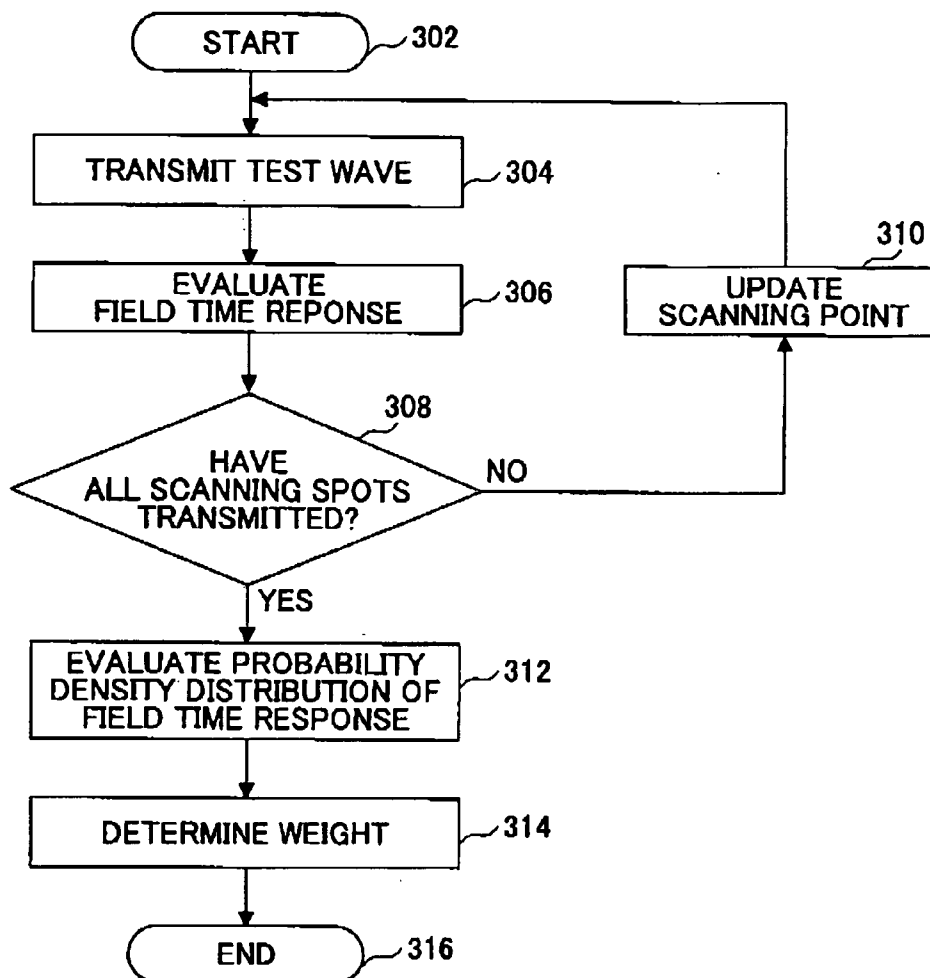 START
302
TRANSMIT TEST WAVE
304
EVALUATE
FIELD TIME REPONSE
306
310
UPDATE
SCANNING POINT
308
HAVE
ALL SCANNING SPOTS
TRANSMITTED?
NO
YES
EVALUATE PROBABILITY
DENSITY DISTRIBUTION OF
FIELD TIME RESPONSE
312
DETERMINE WEIGHT
314
END
316